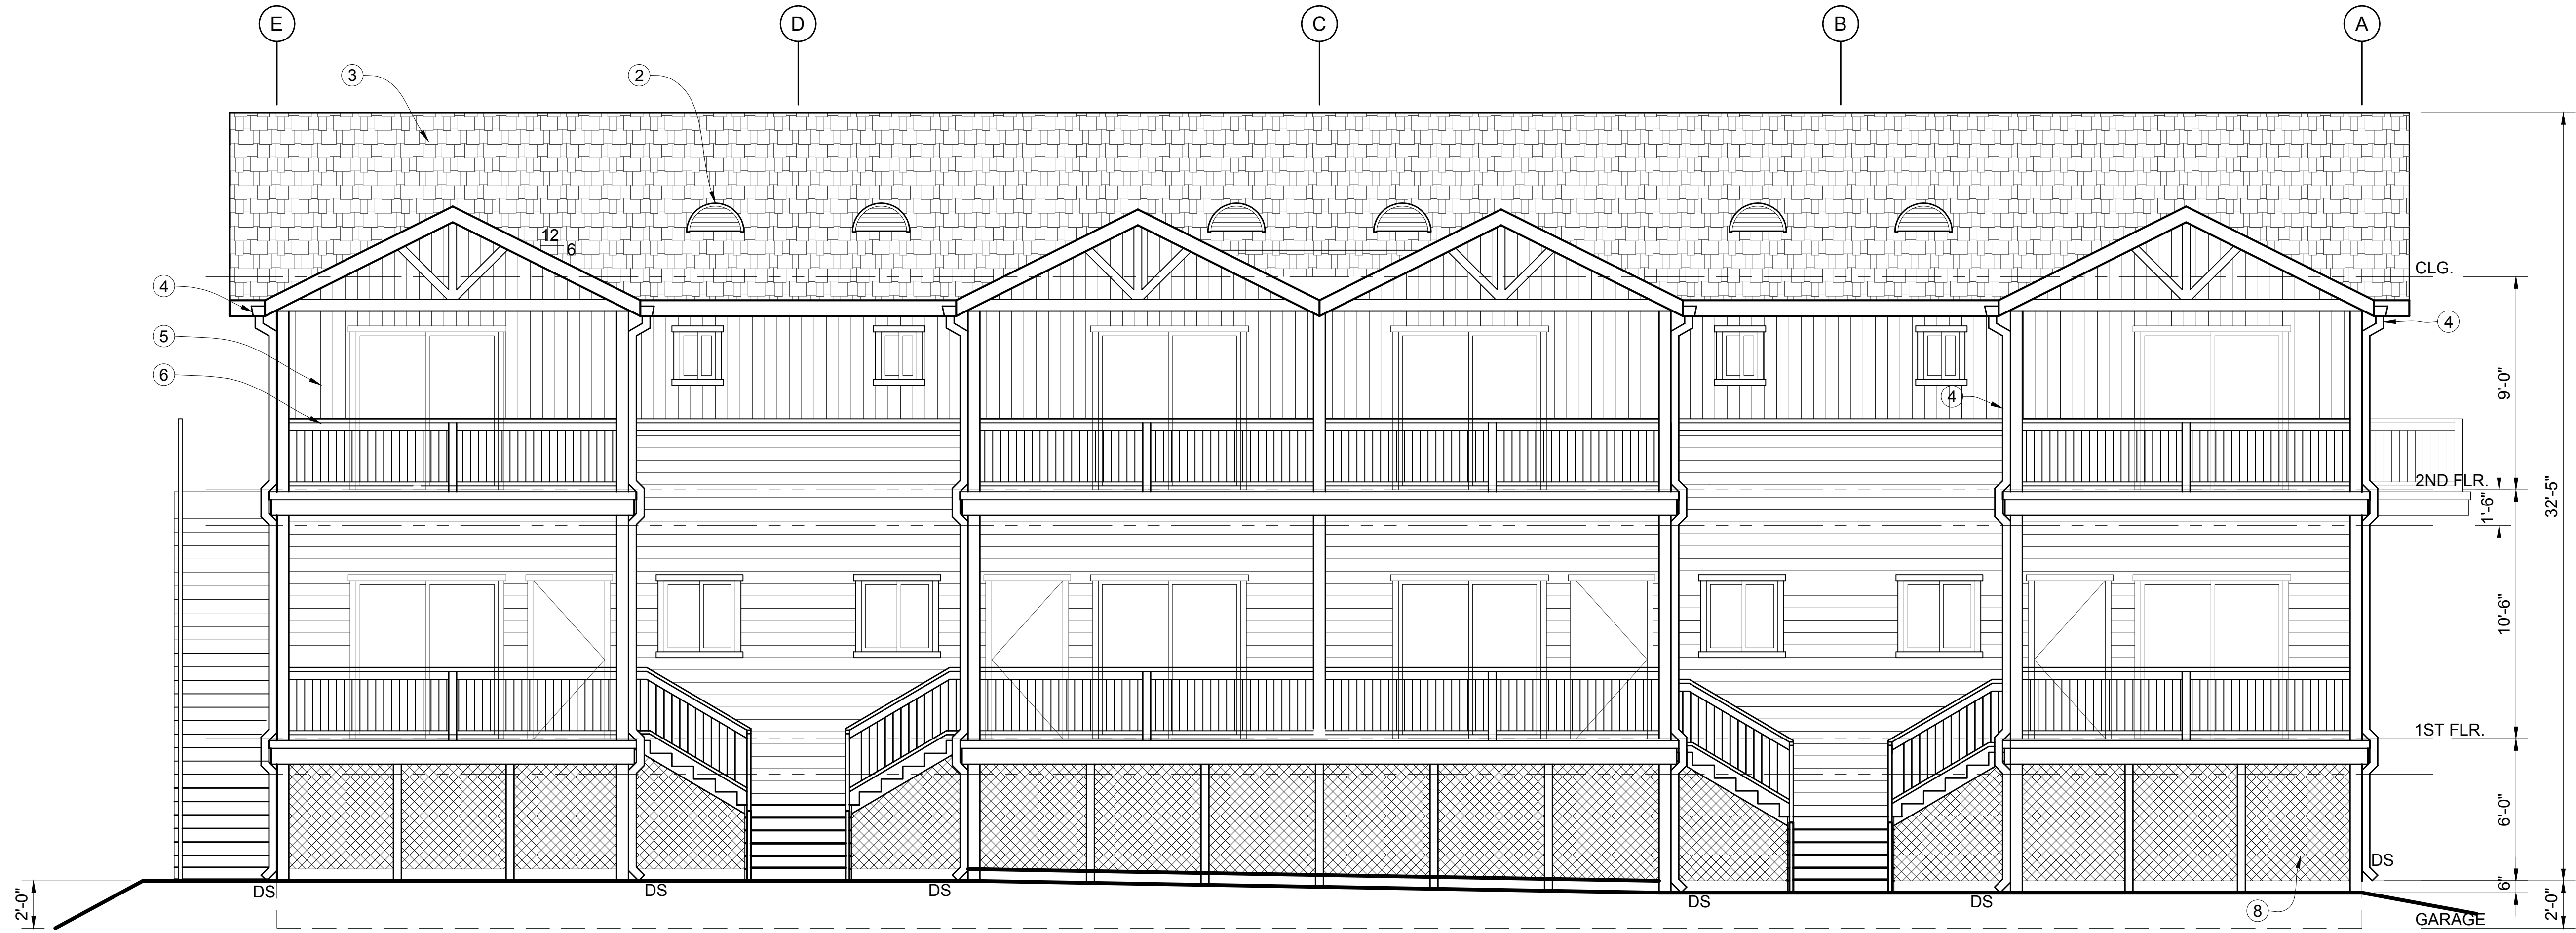 E D C B A
3 2
12
6
CLG.
4
4
5
6
9'-0"
4
2ND FLR.
1'-6"
32'-5"
10'-6"
1ST FLR.
6'-0"
DS
DS DS DS
6"
2'-0"
DS DS
8
GARAGE
2'-0"